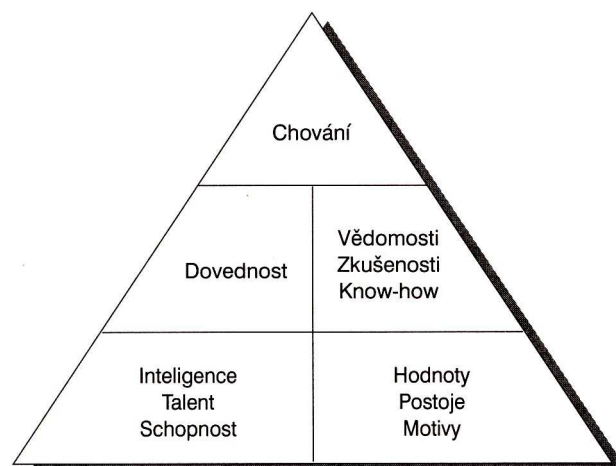 Chování
Dovednost
Vědomosti
Zkušenosti
Know-how
Inteligence
Talent
Schopnost
Hodnoty
Postoje
Motivy